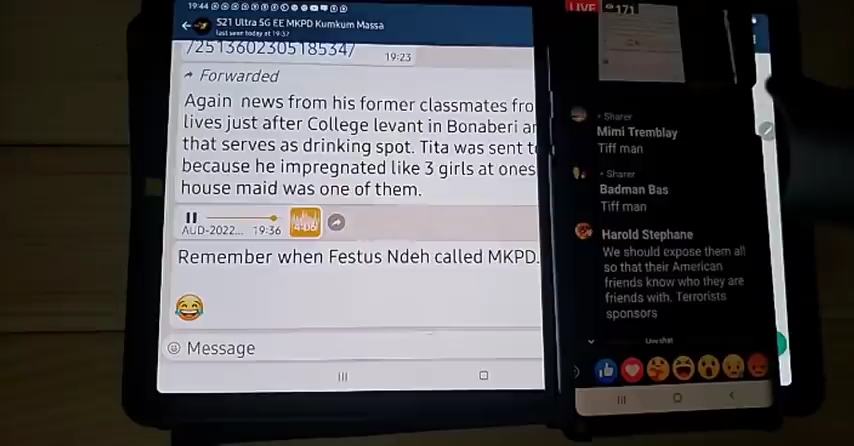 19:44
S21 Ultra 5G EE MKPD Kumkum Massa
last seen today at 19:37
/251360230518534/
19:23
Forwarded
Again news from his former classmates fro
lives just after College levant in Bonaberi ar
that serves as drinking spot. Tita was sent t
because he impregnated like 3 girls at ones
house maid was one of them.
AUD-2022... 19:36
4:06
Remember when Festus Ndeh called MKPD.
Message
LIVE 171
• Sharer
Mimi Tremblay
Tiff man
• Sharer
Badman Bas
Tiff man
Harold Stephane
We should expose them all
so that their American
friends know who they are
friends with. Terrorists
sponsors
Live chat